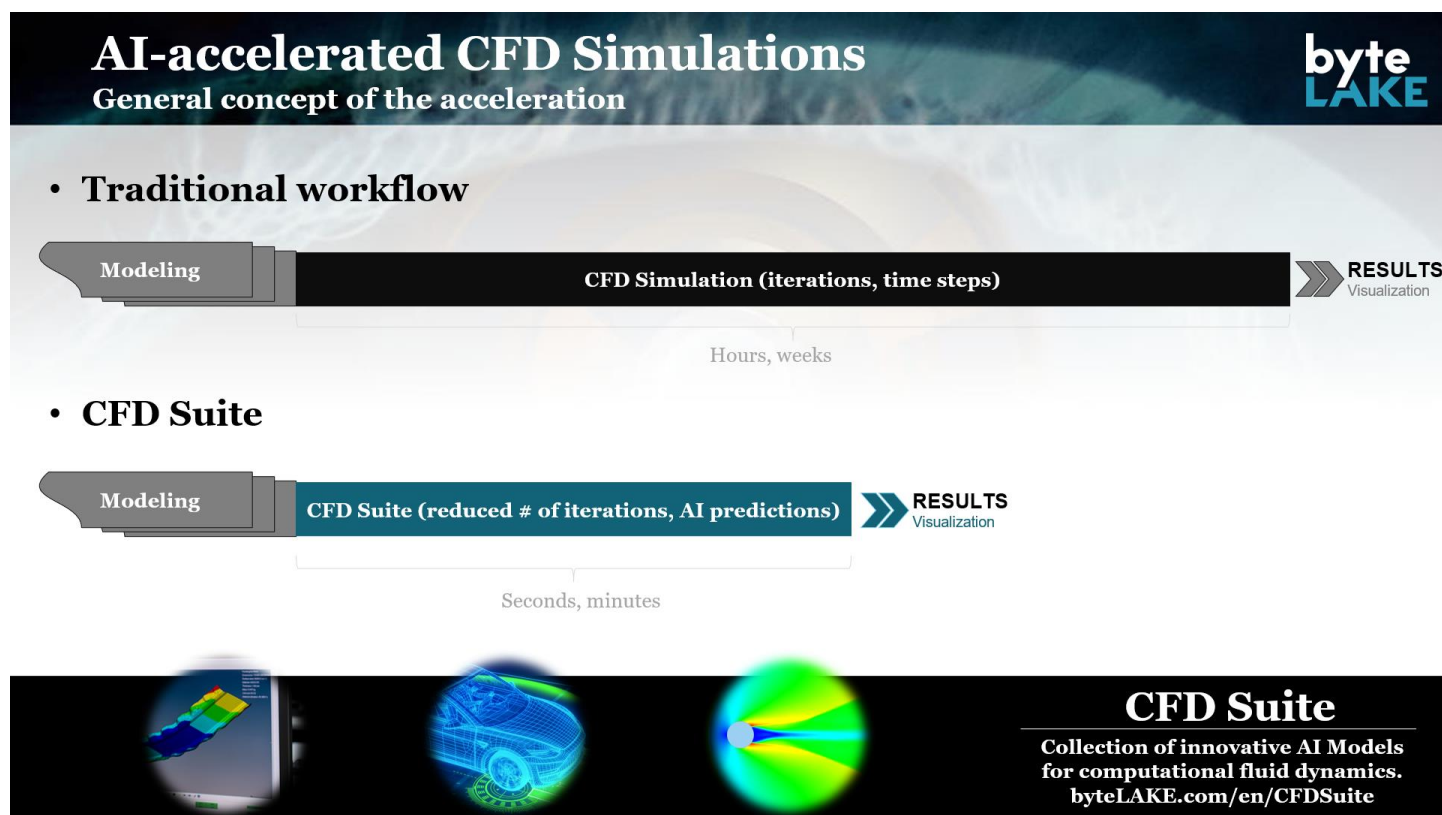 AI-accelerated CFD Simulations
General concept of the acceleration
byte
LAKE
• Traditional workflow
Modeling
CFD Simulation (iterations, time steps)
RESULTS
Visualization
Hours, weeks
• CFD Suite
Modeling
CFD Suite (reduced # of iterations, AI predictions)
RESULTS
Visualization
Seconds, minutes
CFD Suite
Collection of innovative AI Models
for computational fluid dynamics.
byteLAKE.com/en/CFDSuite